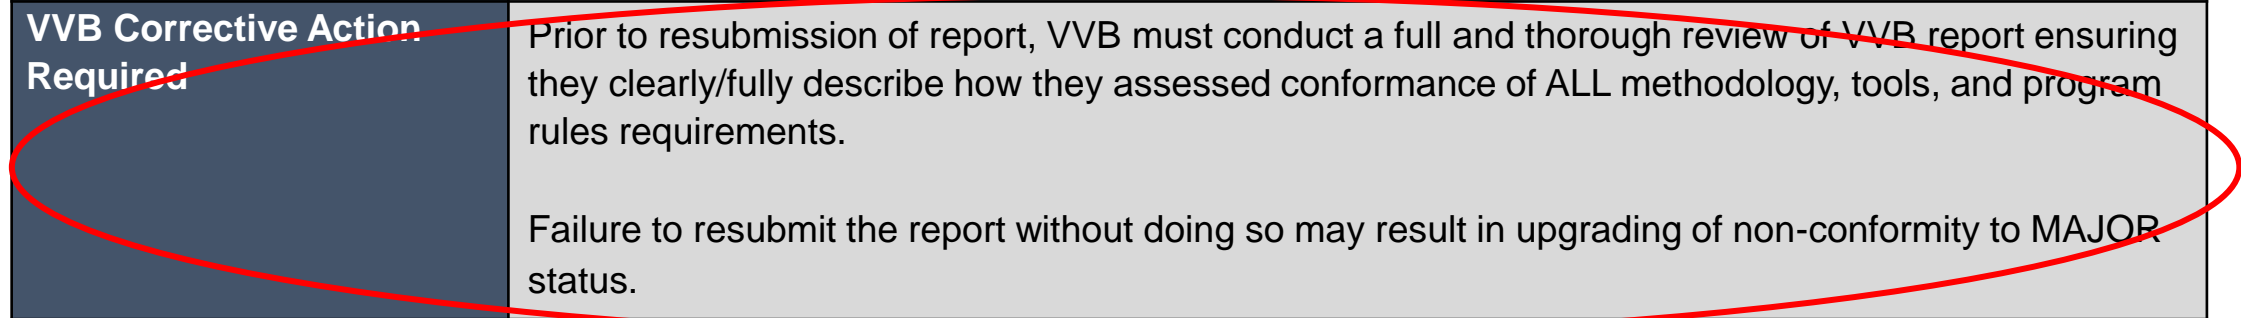 VVB Corrective Action
Required
Prior to resubmission of report, VVB must conduct a full and thorough review of VVB report ensuring
they clearly/fully describe how they assessed conformance of ALL methodology, tools, and program
rules requirements.
Failure to resubmit the report without doing so may result in upgrading of non-conformity to MAJOR
status.